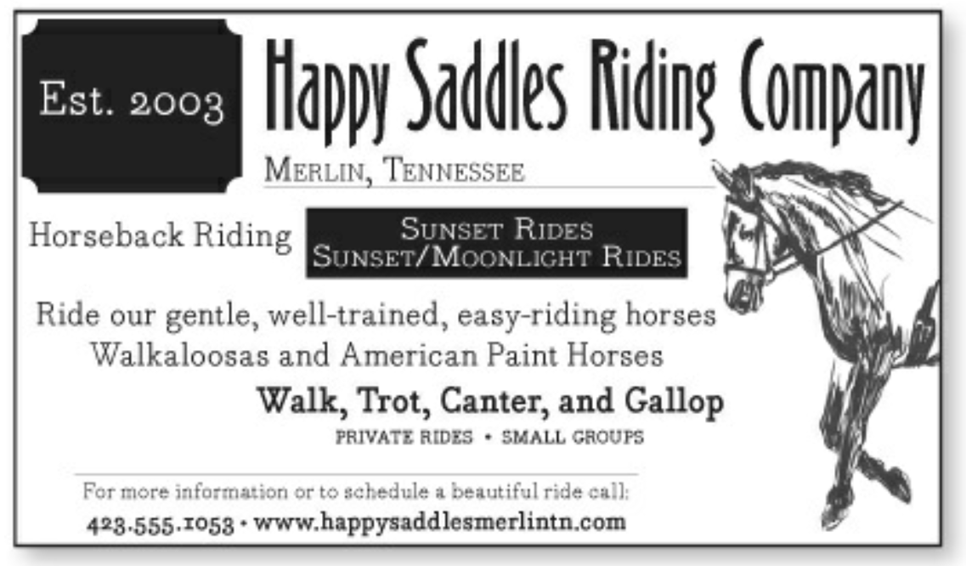 Est. 2003
Happy Saddles Riding Company
Merlin, Tennessee
Horseback Riding
Sunset Rides
Sunset/Moonlight Rides
Ride our gentle, well-trained, easy-riding horses
Walkaloosas and American Paint Horses
Walk, Trot, Canter, and Gallop
PRIVATE RIDES • SMALL GROUPS
For more information or to schedule a beautiful ride call:
423.555.1053 • www.happysaddlesmerlintn.com